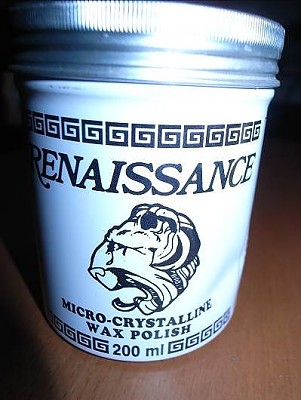 RENAISSANCE
MICRO-CRYSTALLINE
WAX POLISH
200 ml